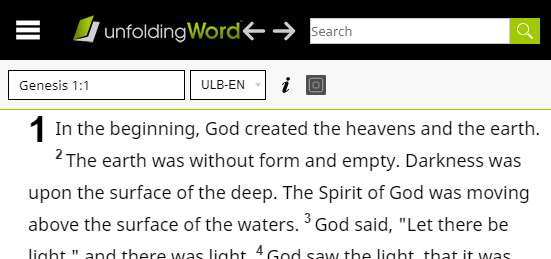 unfoldingWord
Search
Genesis 1:1
ULB-EN
i
1 In the beginning, God created the heavens and the earth.
2 The earth was without form and empty. Darkness was
upon the surface of the deep. The Spirit of God was moving
above the surface of the waters. 3 God said, "Let there be
light," and there was light. 4 God saw the light, that it was